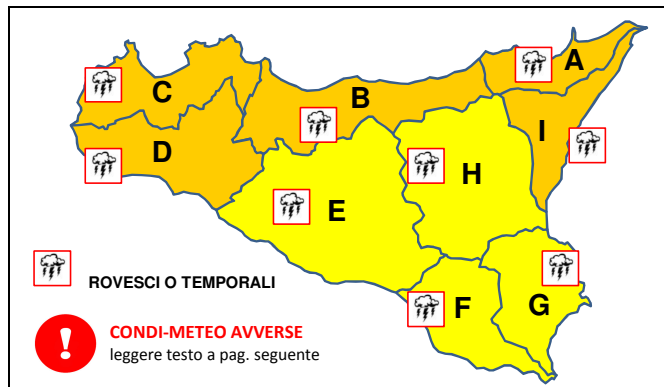 A
C
B
I
D
H
E
F
G
ROVESCI O TEMPORALI
!
CONDI-METEO AVVERSE
leggere testo a pag. seguente